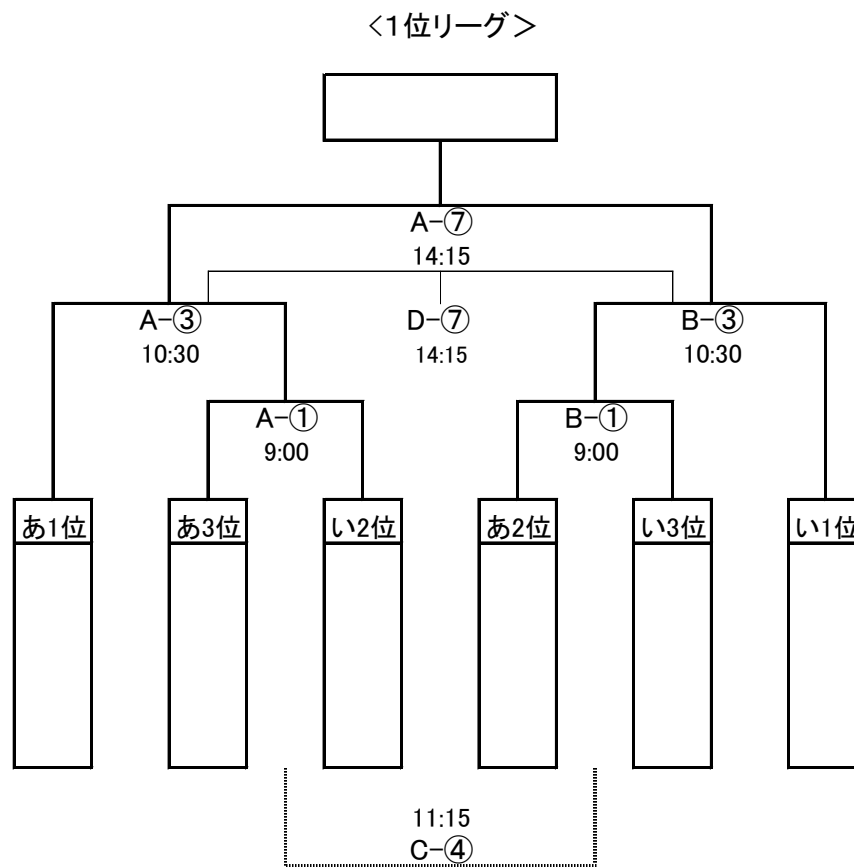 ＜1位リーグ＞
A-⑦
14:15
A-③
10:30
D-⑦
14:15
B-③
10:30
A-①
9:00
B-①
9:00
あ1位
あ3位
い2位
あ2位
い3位
い1位
11:15
C-④